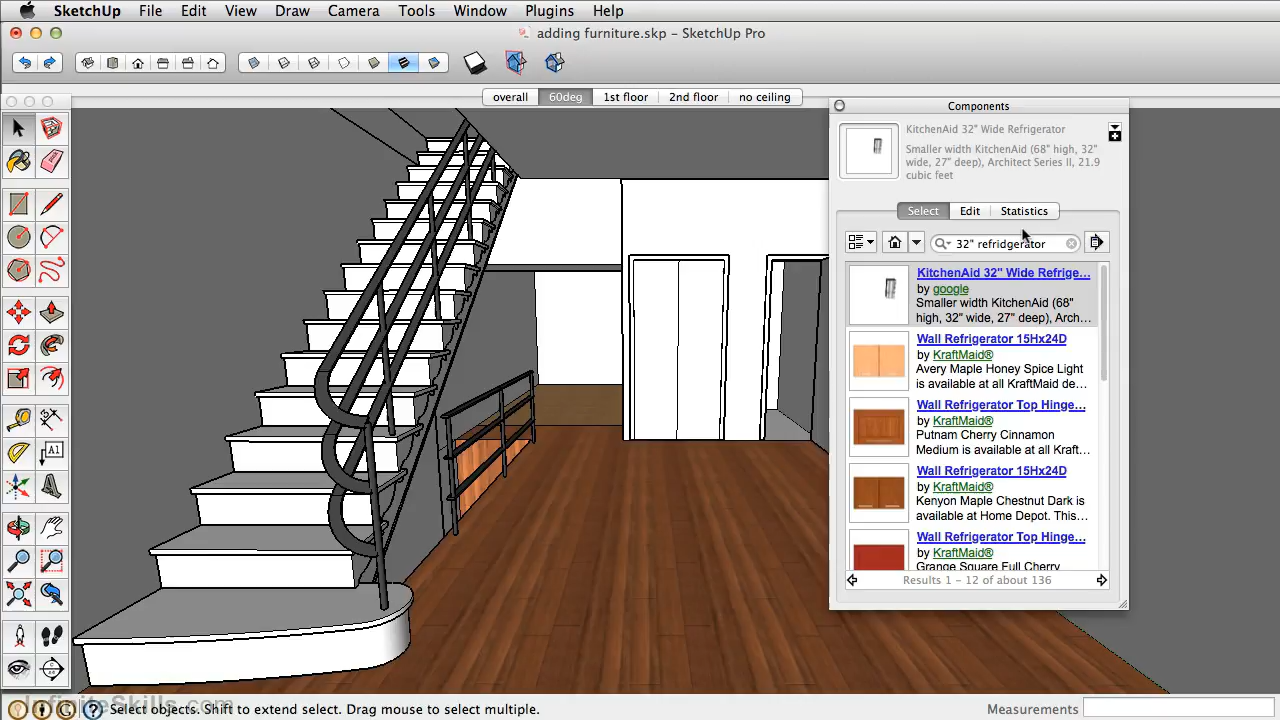 SketchUp File Edit View Draw Camera Tools Window Plugins Help
adding furniture.skp - SketchUp Pro
overall 60deg 1st floor 2nd floor no ceiling
Components
KitchenAid 32" Wide Refrigerator
Smaller width KitchenAid (68" high, 32"
wide, 27" deep), Architect Series II, 21.9
cubic feet
Select Edit Statistics
32" refridgerator
KitchenAid 32" Wide Refrige...
by google
Smaller width KitchenAid (68"
high, 32" wide, 27" deep), Arch...
Wall Refrigerator 15Hx24D
by KraftMaid®
Avery Maple Honey Spice Light
is available at all KraftMaid de...
Wall Refrigerator Top Hinge...
by KraftMaid®
Putnam Cherry Cinnamon
Medium is available at all Kraft...
Wall Refrigerator 15Hx24D
by KraftMaid®
Kenyon Maple Chestnut Dark is
available at Home Depot. This...
Wall Refrigerator Top Hinge...
by KraftMaid®
Grange Square Full Cherry
Results 1 - 12 of about 136
A1
InfiniteSkills.com
Select objects. Shift to extend select. Drag mouse to select multiple.
Measurements